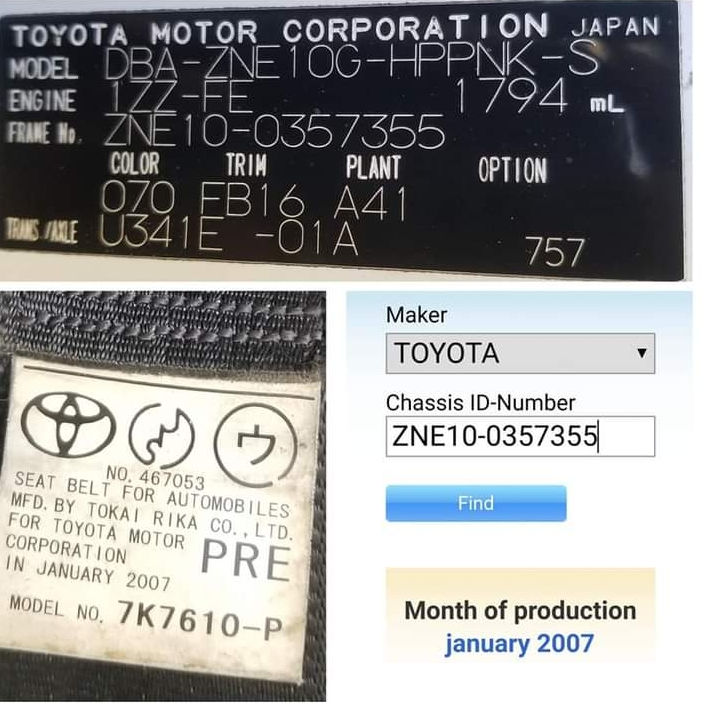 TOYOTA MOTOR CORPORATION JAPAN
MODEL DBA-ZNE10G-HPPNK-S
ENGINE 1ZZ-FE 1794 mL
FRAME No. ZNE10-0357355
COLOR TRIM PLANT OPTION
070 FB16 A41
TRANS/AXLE U341E -01A
757
NO. 467053
SEAT BELT FOR AUTOMOBILES
MFD. BY TOKAI RIKA CO.,LTD.
FOR TOYOTA MOTOR
CORPORATION
PRE
IN JANUARY 2007
MODEL NO. 7K7610-P
Maker
TOYOTA
Chassis ID-Number
ZNE10-0357355
Find
Month of production
january 2007